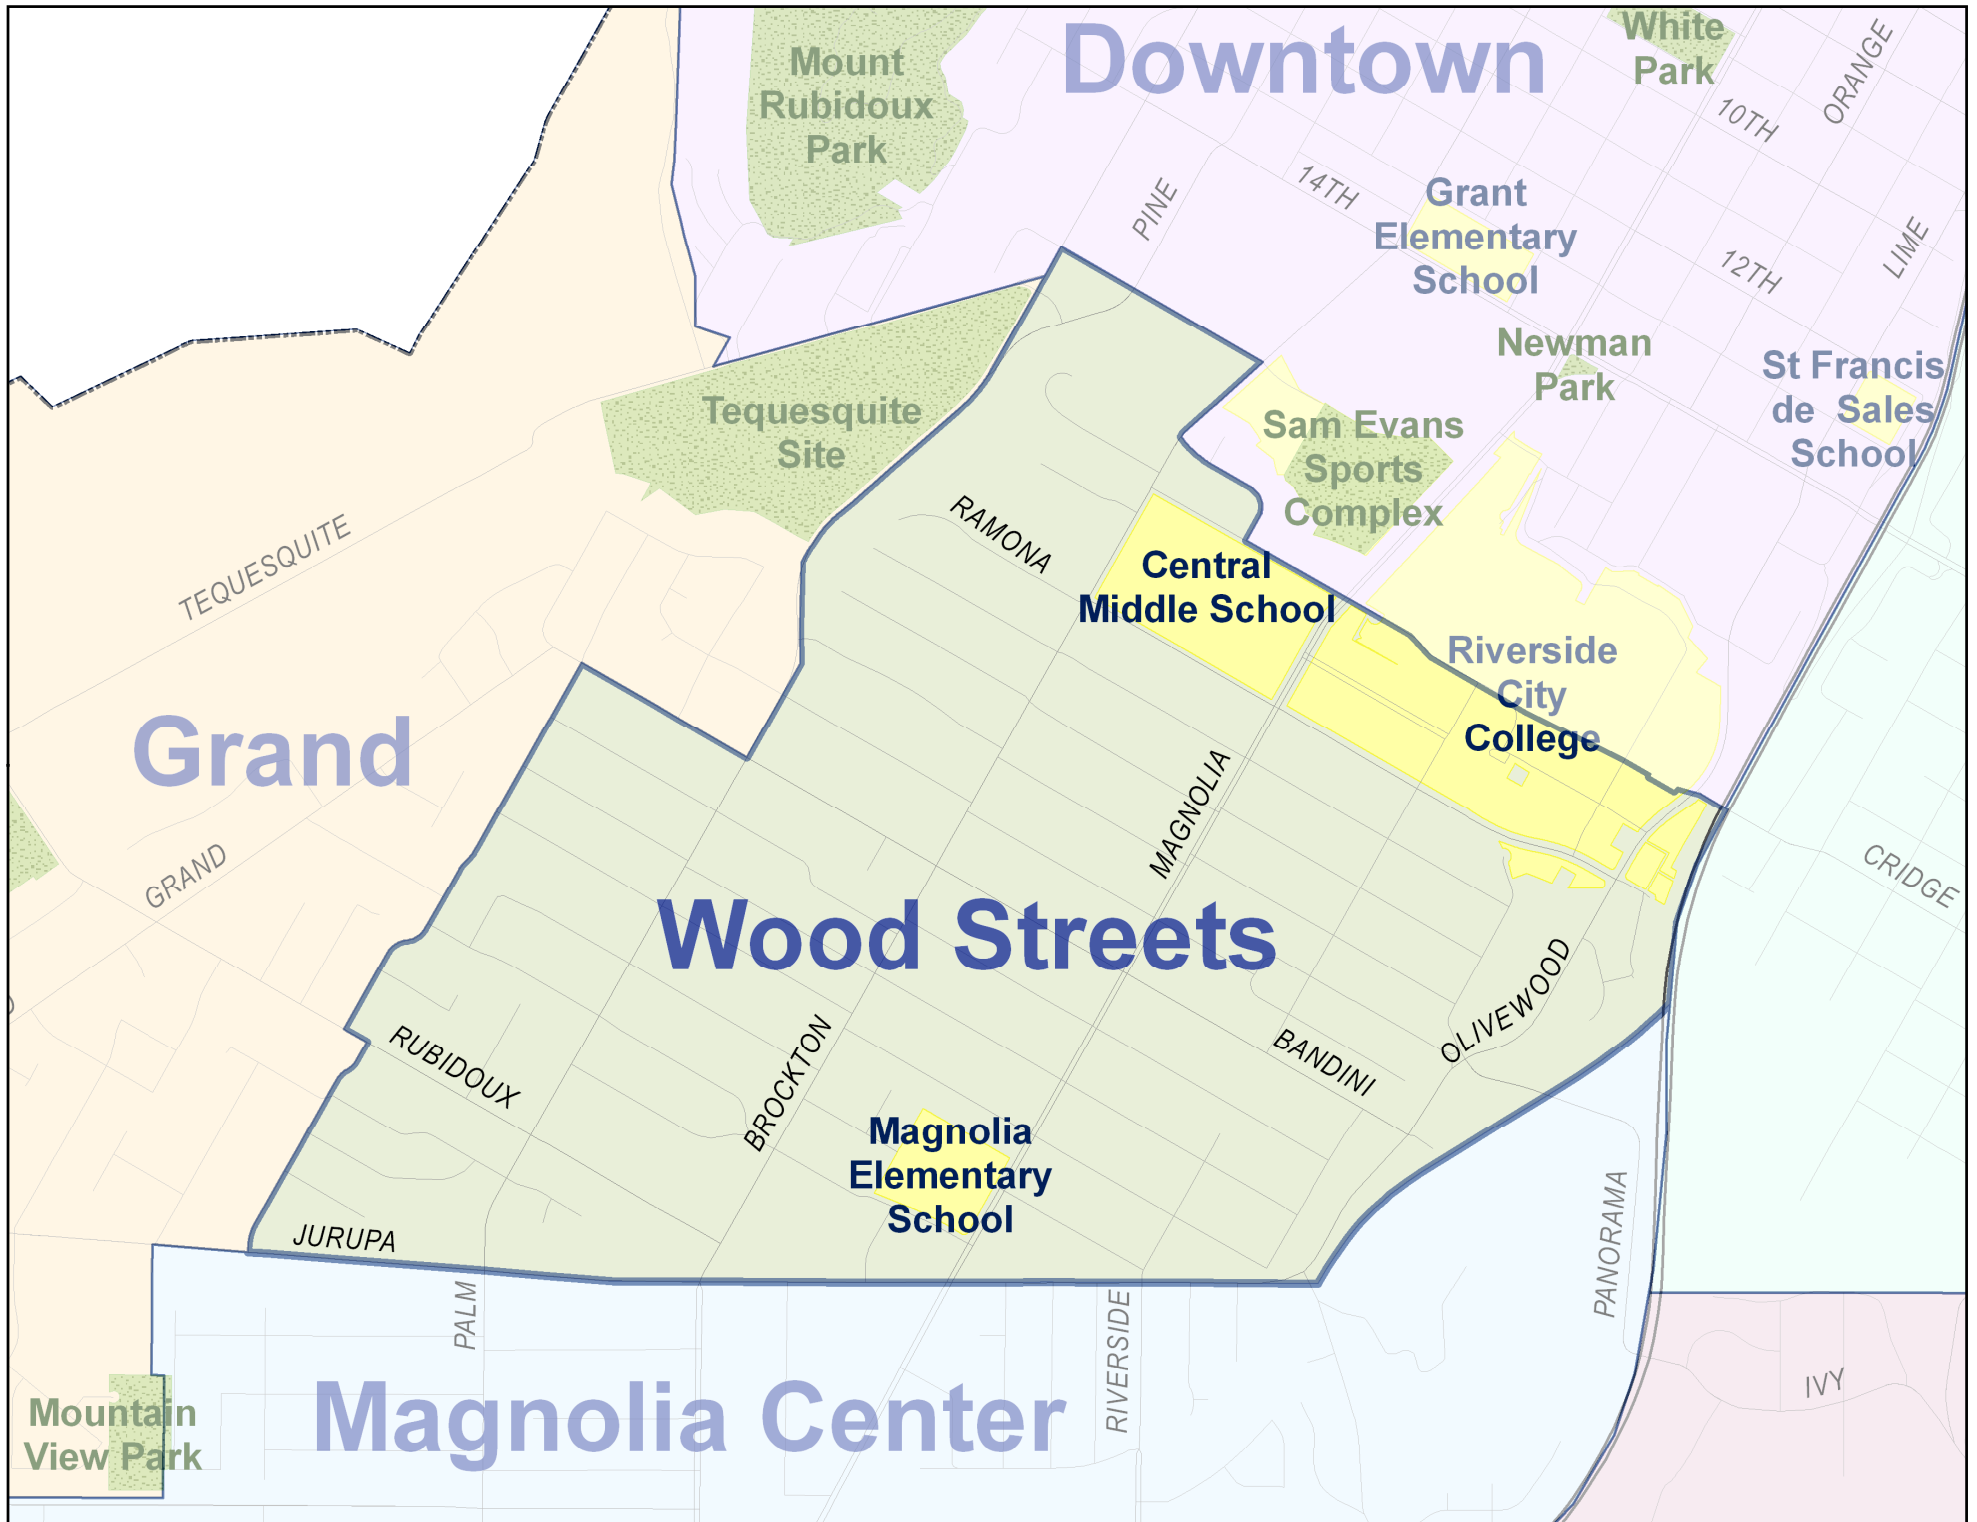 Downtown
White
Park
Mount
Rubidoux
Park
ORANGE
10TH
PINE
14TH
Grant
Elementary
School
12TH
LIME
Newman
Park
St Francis
de Sales
School
Tequesquite
Site
Sam Evans
Sports
Complex
TEQUESQUITE
RAMONA
Central
Middle School
Riverside
City
College
Grand
GRAND
MAGNOLIA
CRIDGE
Wood Streets
OLIVEWOOD
RUBIDOUX
BROCKTON
BANDINI
Magnolia
Elementary
School
JURUPA
PALM
RIVERSIDE
PANORAMA
IVY
Mountain
View Park
Magnolia Center